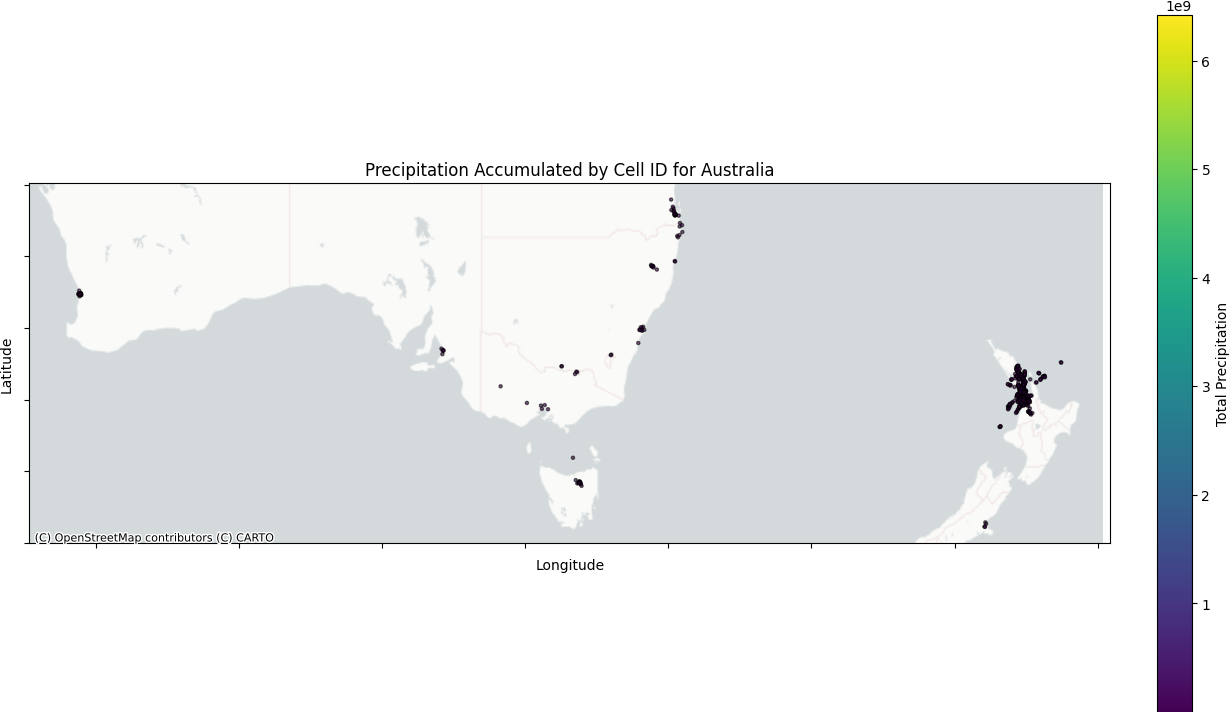 1e9
Precipitation Accumulated by Cell ID for Australia
6
5
4
3
2
1
Total Precipitation
Latitude
(C) OpenStreetMap contributors (C) CARTO
Longitude